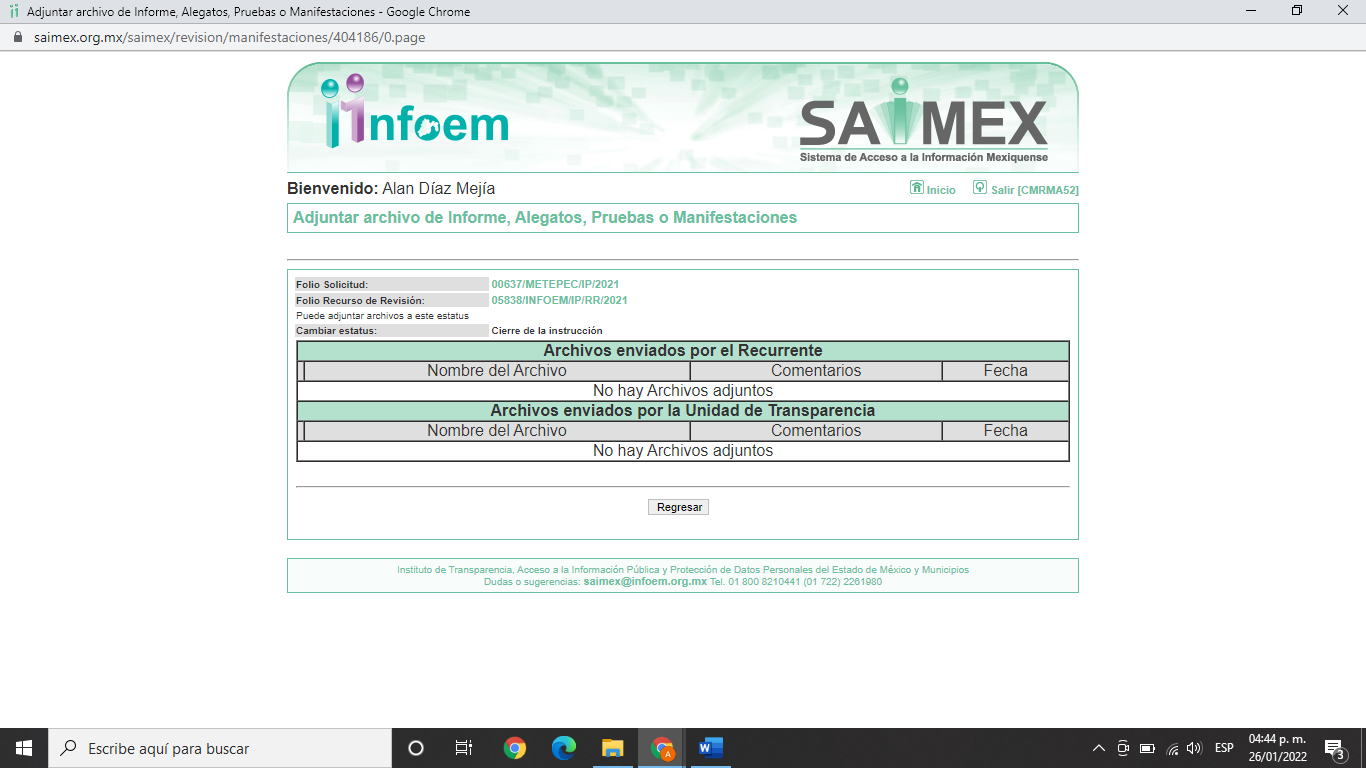 Adjuntar archivo de Informe, Alegatos, Pruebas o Manifestaciones - Google Chrome
saimex.org.mx/saimex/revision/manifestaciones/404186/0.page
infoem
SAIMEX
Sistema de Acceso a la Información Mexiquense
Bienvenido: Alan Díaz Mejía
Inicio Salir [CMRMA52]
Adjuntar archivo de Informe, Alegatos, Pruebas o Manifestaciones
Folio Solicitud: 00637/METEPEC/IP/2021
Folio Recurso de Revisión: 05838/INFOEM/IP/RR/2021
Puede adjuntar archivos a este estatus
Cambiar estatus: Cierre de la instrucción
Archivos enviados por el Recurrente
Nombre del Archivo Comentarios Fecha
No hay Archivos adjuntos
Archivos enviados por la Unidad de Transparencia
Nombre del Archivo Comentarios Fecha
No hay Archivos adjuntos
Regresar
Instituto de Transparencia, Acceso a la Información Pública y Protección de Datos Personales del Estado de México y Municipios
Dudas o sugerencias: saimex@infoem.org.mx Tel. 01 800 8210441 (01 722) 2261980
Escribe aquí para buscar
A
W
ESP
04:44 p. m.
26/01/2022
3